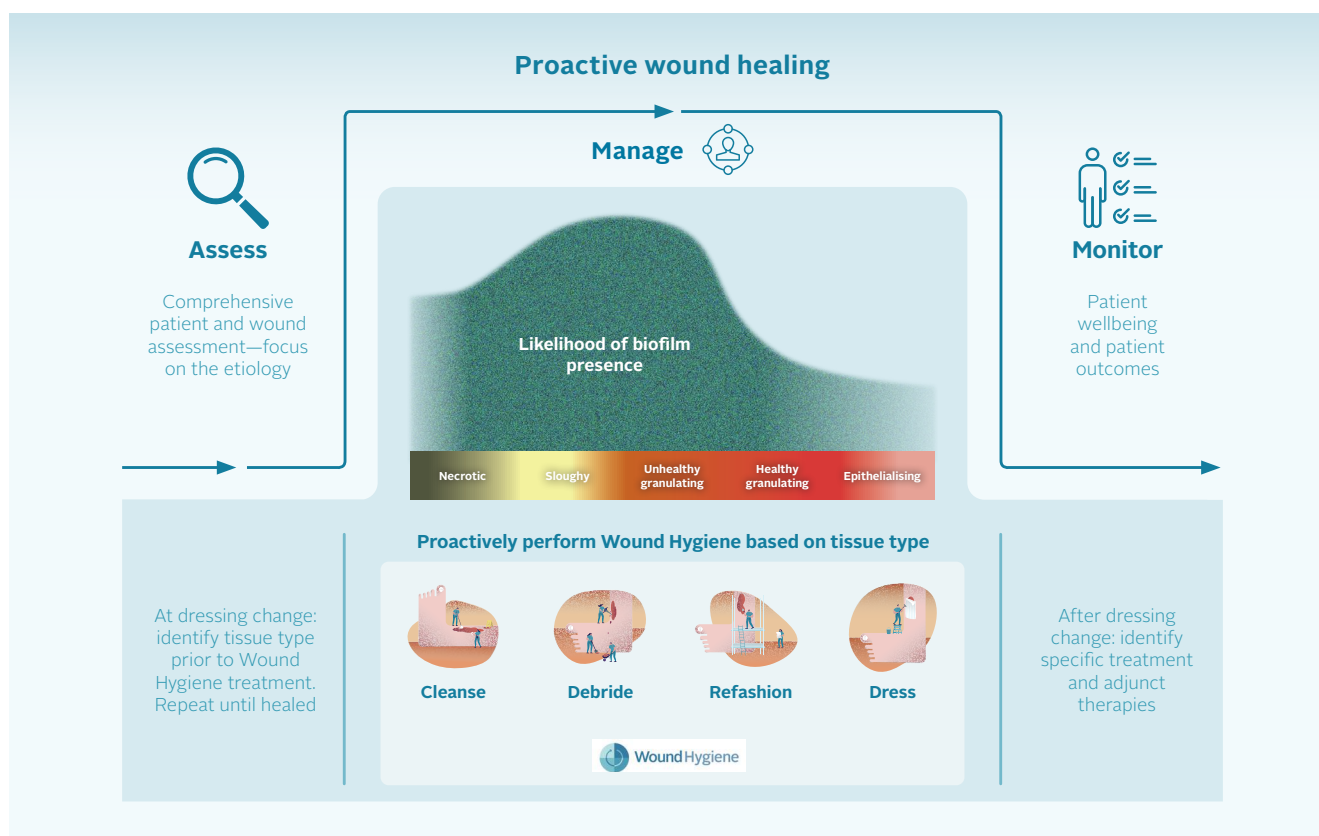 Proactive wound healing
Manage
Assess
Comprehensive
patient and wound
assessment—focus
on the etiology
Likelihood of biofilm
presence
Necrotic
Sloughy
Unhealthy
granulating
Healthy
granulating
Epithelialising
Monitor
Patient
wellbeing
and patient
outcomes
At dressing change:
identify tissue type
prior to Wound
Hygiene treatment.
Repeat until healed
Proactively perform Wound Hygiene based on tissue type
Cleanse
Debride
Refashion
Dress
WoundHygiene
After dressing
change: identify
specific treatment
and adjunct
therapies